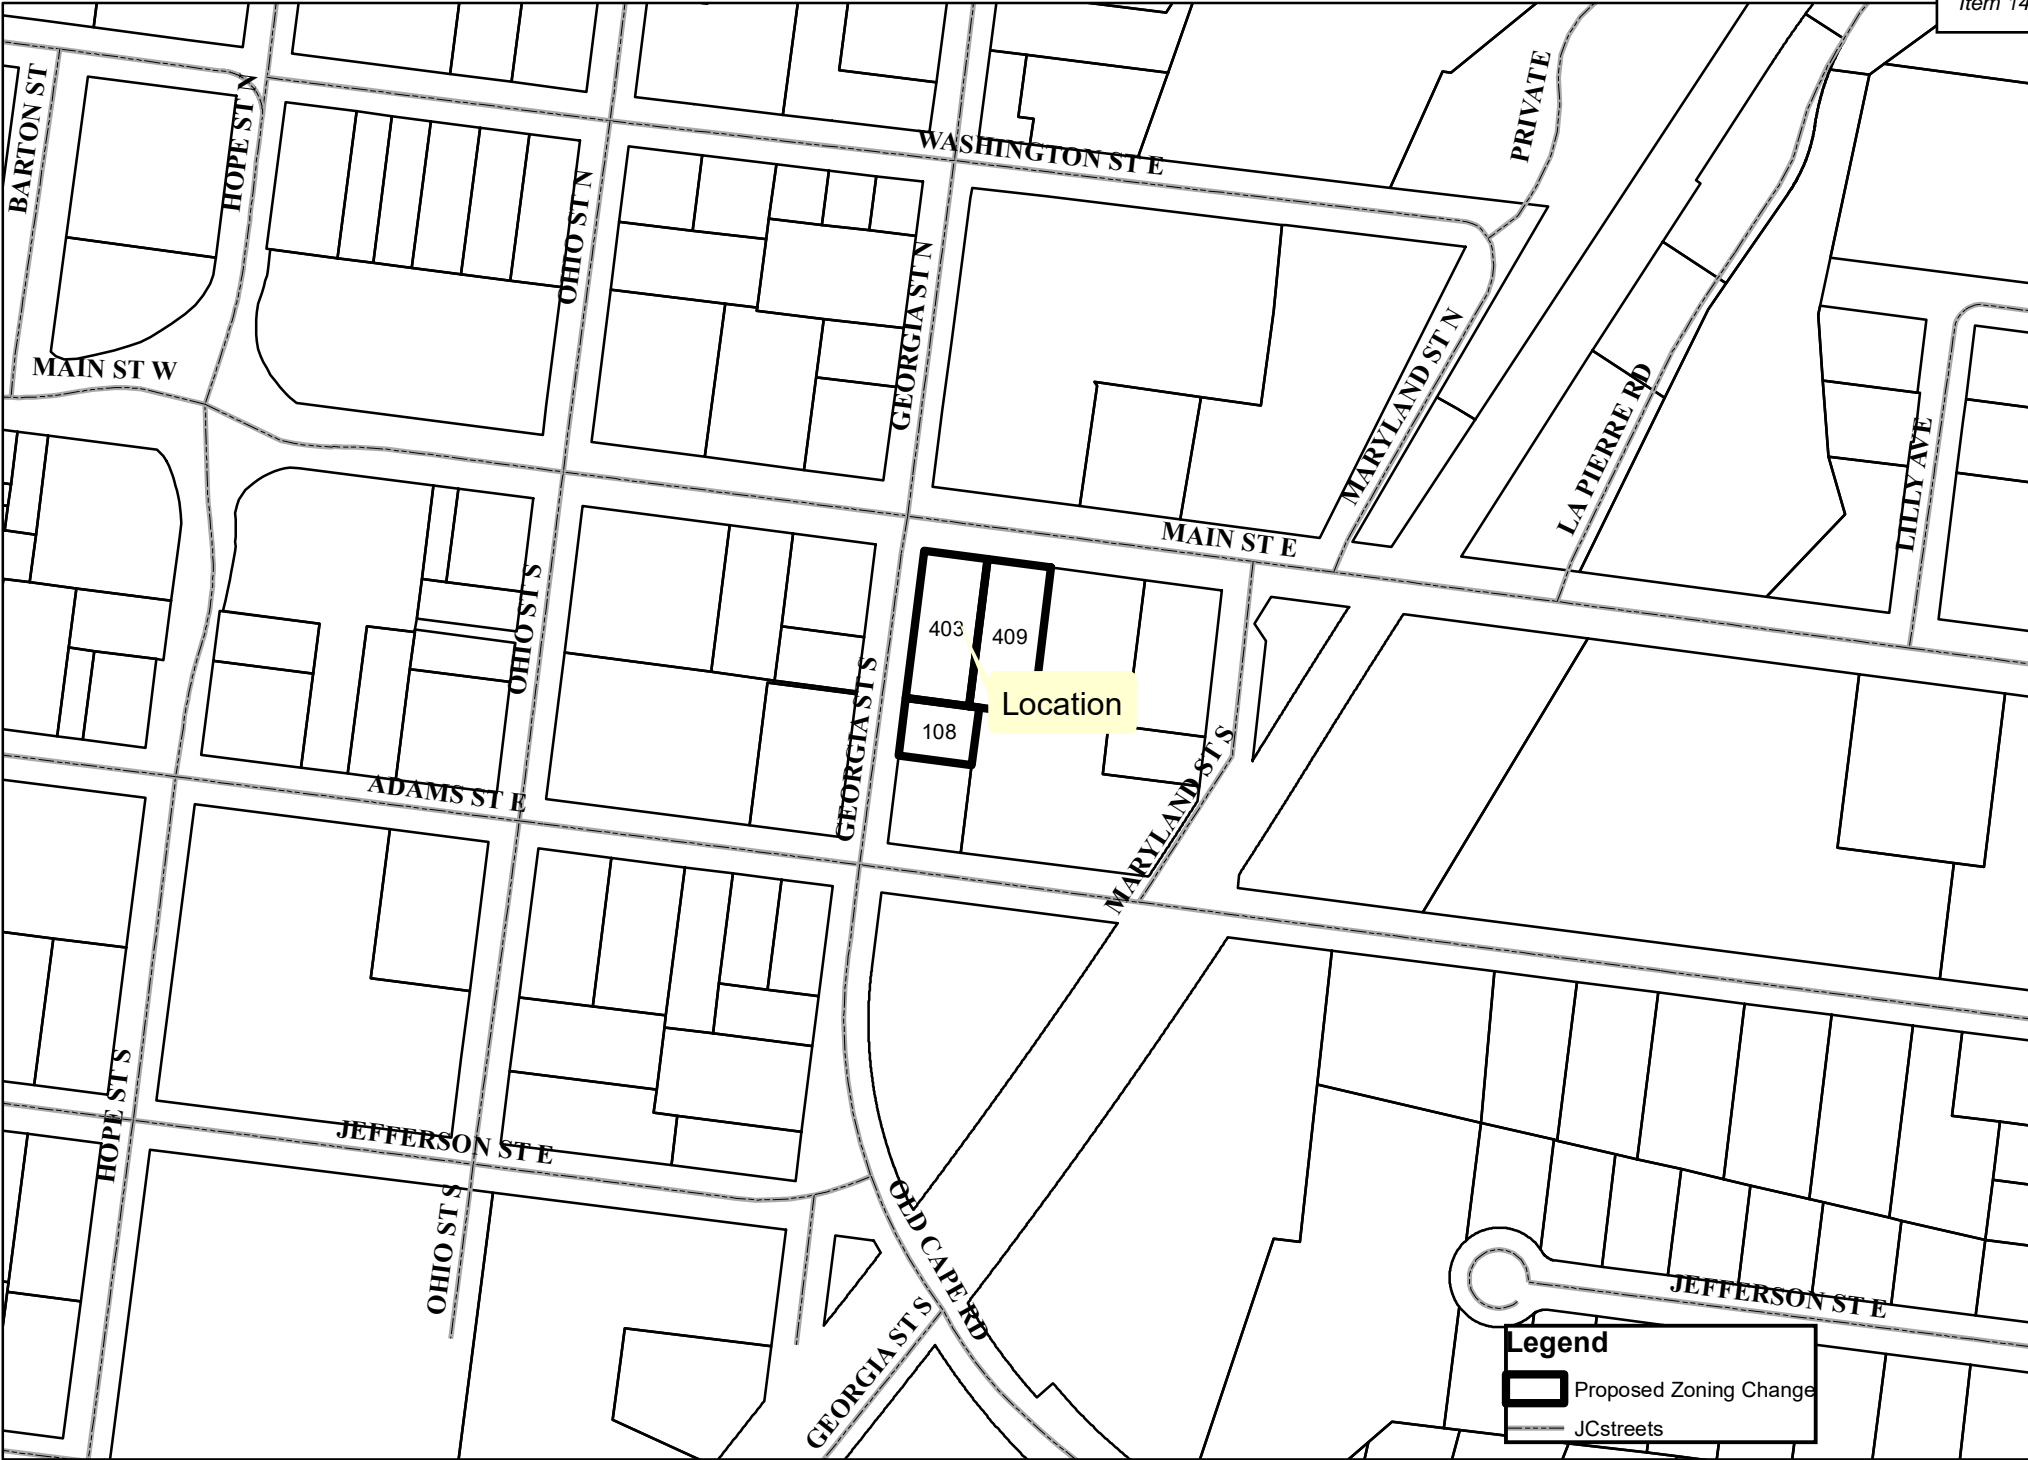 Item 14
BARTON ST
HOPE ST N
OHIO ST N
WASHINGTON ST E
PRIVATE
GEORGIA ST N
MARYLAND ST N
LA PIERRE RD
LILLY AVE
MAIN ST W
MAIN ST E
OHIO ST S
GEORGIA ST S
403
409
Location
108
MARYLAND ST S
ADAMS ST E
HOPE ST S
JEFFERSON ST E
OHIO ST S
OLD CAPE RD
GEORGIA ST S
JEFFERSON ST E
Legend
Proposed Zoning Change
JCstreets